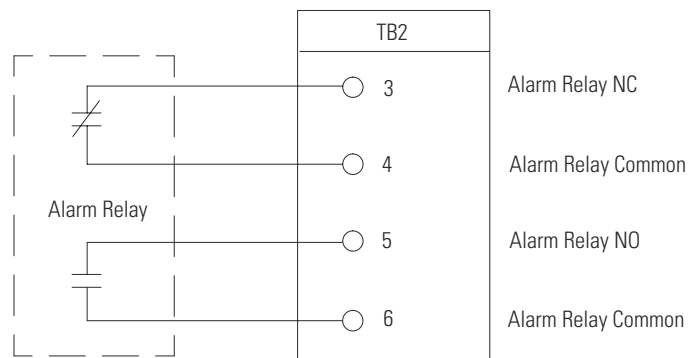 TB2
3 Alarm Relay NC
4 Alarm Relay Common
Alarm Relay
5 Alarm Relay NO
6 Alarm Relay Common